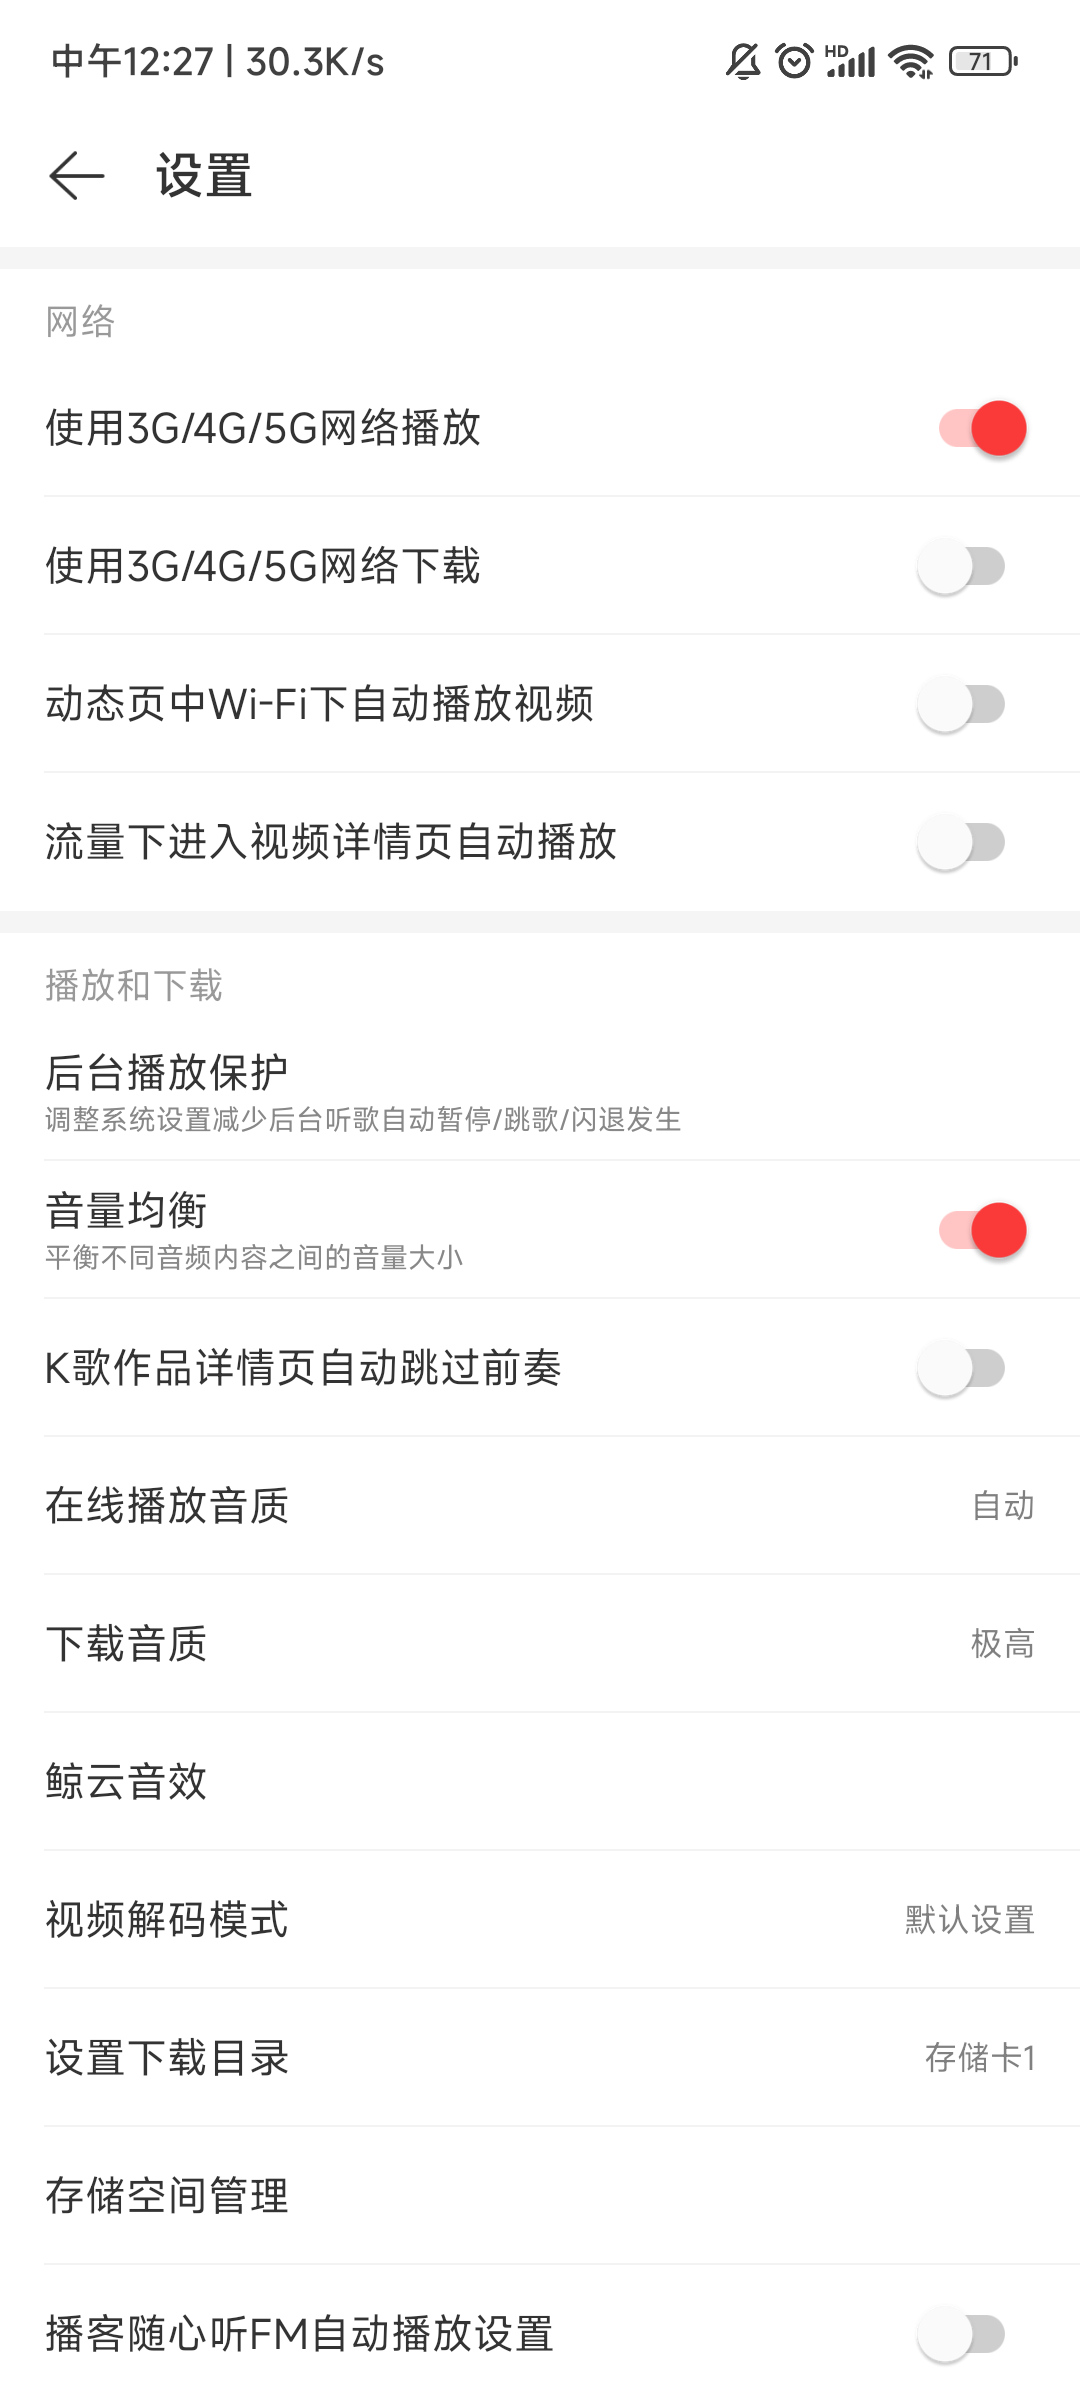 中午12:27 | 30.3K/s
HD
71
设置
网络
使用3G/4G/5G网络播放
使用3G/4G/5G网络下载
动态页中Wi-Fi下自动播放视频
流量下进入视频详情页自动播放
播放和下载
后台播放保护
调整系统设置减少后台听歌自动暂停/跳歌/闪退发生
音量均衡
平衡不同音频内容之间的音量大小
K歌作品详情页自动跳过前奏
在线播放音质
自动
下载音质
极高
鲸云音效
视频解码模式
默认设置
设置下载目录
存储卡1
存储空间管理
播客随心听FM自动播放设置